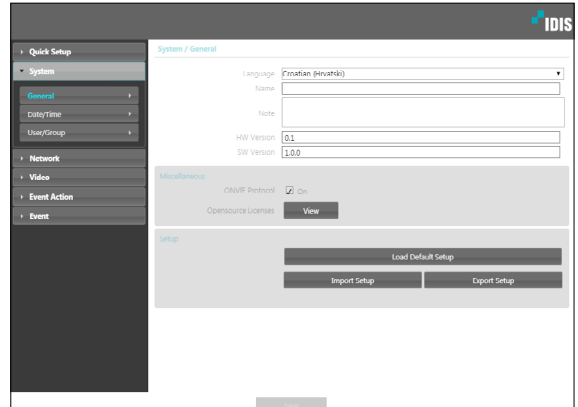 IDIS
Quick Setup
System
General
Date/Time
User/Group
Network
Video
Event Action
Event
System / General
Language Croatian (Hrvatski)
Name
Note
HW Version 0.1
SW Version 1.0.0
Miscellaneous
ONVIF Protocol On
Opensource Licenses View
Setup
Load Default Setup
Import Setup Export Setup